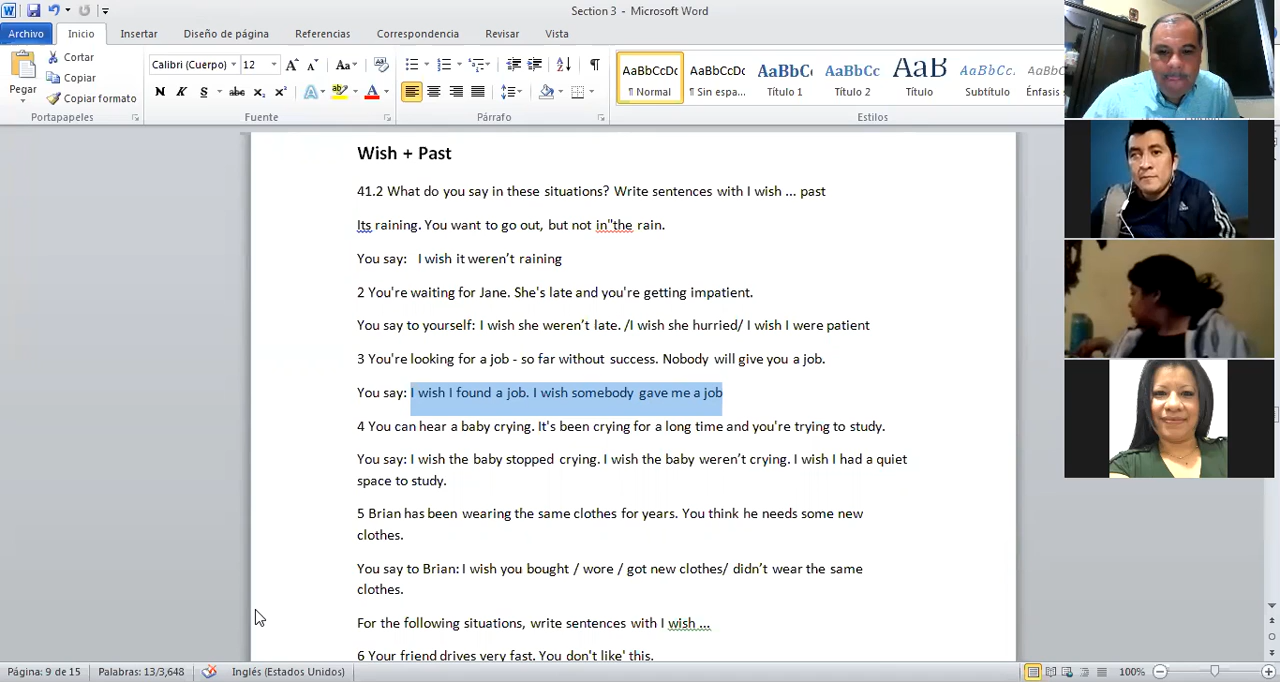 Section 3 - Microsoft Word
Archivo Inicio Insertar Diseño de página Referencias Correspondencia Revisar Vista
Pegar
Cortar
Copiar
Copiar formato
Portapapeles
Calibri (Cuerpo) 12
Fuente
Párrafo
AaBbCcDc AaBbCcDc AaBbC AaBbCc AaB AaBbCc. AaBbC
¶ Normal ¶ Sin espa... Título 1 Título 2 Título Subtítulo Énfasis
Estilos
Wish + Past
41.2 What do you say in these situations? Write sentences with I wish ... past
Its raining. You want to go out, but not in"the rain.
You say: I wish it weren’t raining
2 You're waiting for Jane. She's late and you're getting impatient.
You say to yourself: I wish she weren’t late. /I wish she hurried/ I wish I were patient
3 You're looking for a job - so far without success. Nobody will give you a job.
You say: I wish I found a job. I wish somebody gave me a job
4 You can hear a baby crying. It's been crying for a long time and you're trying to study.
You say: I wish the baby stopped crying. I wish the baby weren’t crying. I wish I had a quiet
space to study.
5 Brian has been wearing the same clothes for years. You think he needs some new
clothes.
You say to Brian: I wish you bought / wore / got new clothes/ didn’t wear the same
clothes.
For the following situations, write sentences with I wish ...
6 Your friend drives very fast. You don't like' this.
Página: 9 de 15 Palabras: 13/3,648 Inglés (Estados Unidos) 100%